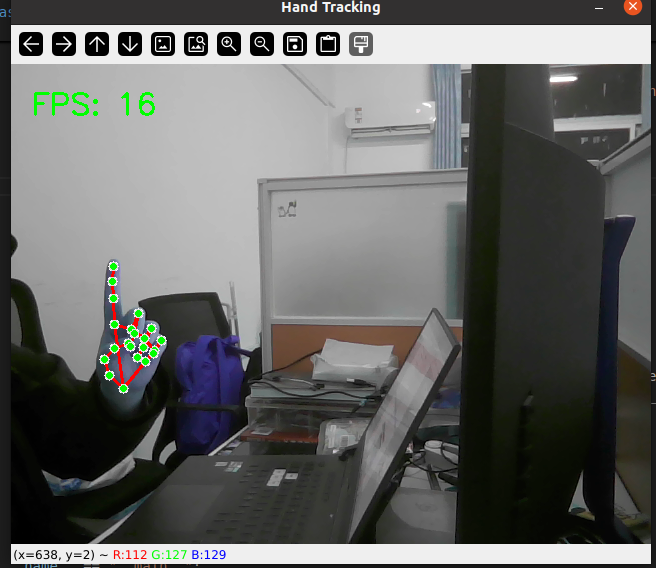 Hand Tracking
FPS: 16
(x=638, y=2) ~ R:112 G:127 B:129